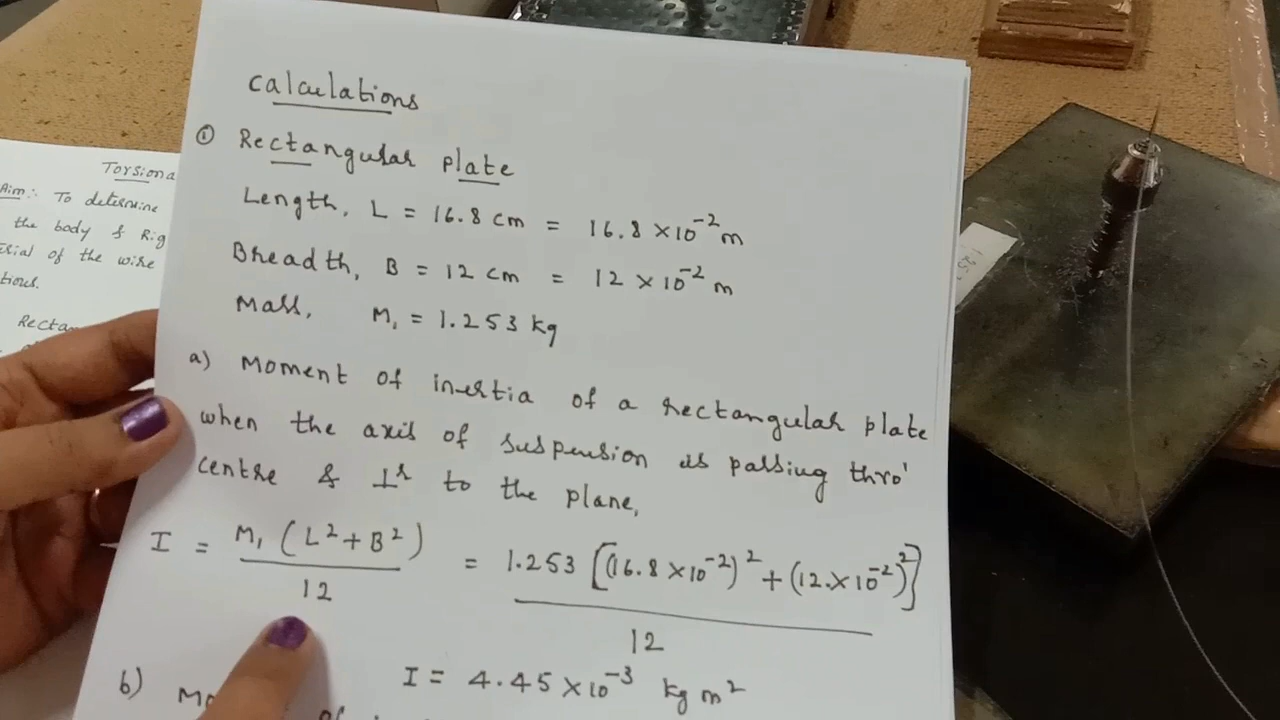 Calculations
① Rectangular plate
Length, L = 16.8 cm = 16.8 × 10⁻² m
Breadth, B = 12 cm = 12 × 10⁻² m
Mass, M₁ = 1.253 kg
a) Moment of inertia of a rectangular plate
when the axis of suspension is passing thro'
centre & ⊥ʳ to the plane,
I = M₁ (L² + B²) / 12 = 1.253 [(16.8 × 10⁻²)² + (12 × 10⁻²)²] / 12
I = 4.45 × 10⁻³ kg m²
b)
Torsiona
Aim:- To determine
the body & Rig
erial of the wire
tions.
Rectan